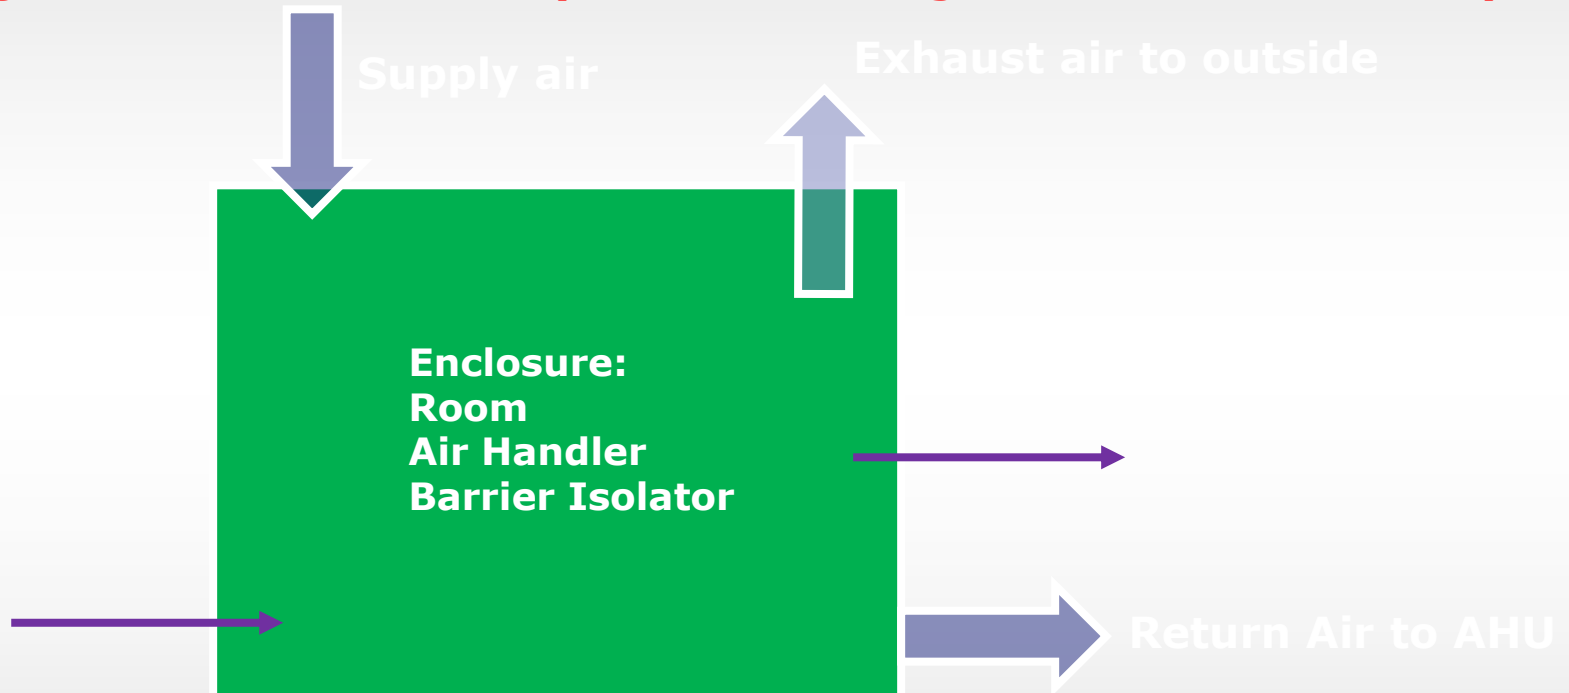 Supply air
Exhaust air to outside
Enclosure:
Room
Air Handler
Barrier Isolator
Return Air to AHU